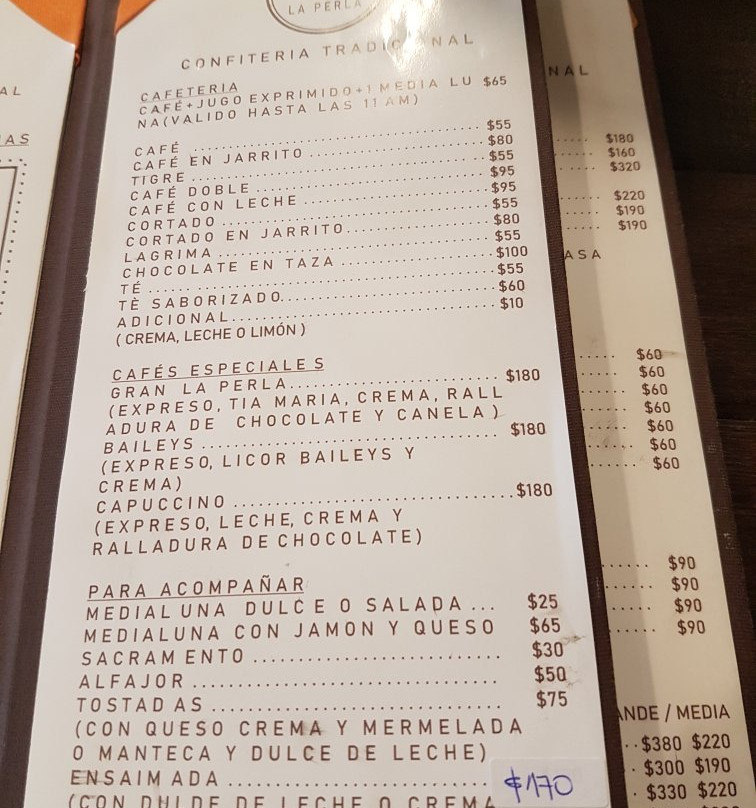 LA PERLA
CONFITERIA TRADICIONAL
CAFETERIA
CAFÉ+JUGO EXPRIMIDO+1 MEDIA LU $65
NA(VALIDO HASTA LAS 11 AM)
CAFÉ ........ $55
CAFÉ EN JARRITO ........ $80
TIGRE ........ $55
CAFÉ DOBLE ........ $95
CAFÉ CON LECHE ........ $95
CORTADO ........ $55
CORTADO EN JARRITO ........ $80
LAGRIMA ........ $55
CHOCOLATE EN TAZA ........ $100
TÉ ........ $55
TÈ SABORIZADO ........ $60
ADICIONAL ........ $10
(CREMA, LECHE O LIMÓN)
CAFÉS ESPECIALES
GRAN LA PERLA ........ $180
(EXPRESO, TIA MARIA, CREMA, RALL
ADURA DE CHOCOLATE Y CANELA)
BAILEYS ........ $180
(EXPRESO, LICOR BAILEYS Y
CREMA)
CAPUCCINO ........ $180
(EXPRESO, LECHE, CREMA Y
RALLADURA DE CHOCOLATE)
PARA ACOMPAÑAR
MEDIALUNA DULCE O SALADA ... $25
MEDIALUNA CON JAMON Y QUESO $65
SACRAMENTO ........ $30
ALFAJOR ........ $50
TOSTADAS ........ $75
(CON QUESO CREMA Y MERMELADA
O MANTECA Y DULCE DE LECHE)
ENSAIMADA ........ $170
(CON DULDE DE LECHE O CREMA
AL
AS
NAL
$180
$160
$320
$220
$190
$190
ASA
$60
$60
$60
$60
$60
$60
$60
$90
$90
$90
$90
ANDE / MEDIA
$380 $220
$300 $190
$330 $220